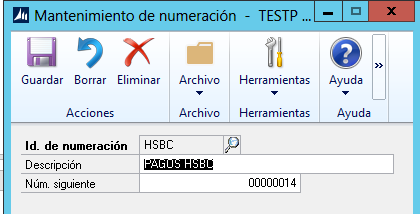 Mantenimiento de numeración - TESTP ...
Guardar Borrar Eliminar Archivo Herramientas Ayuda »
Acciones Archivo Herramientas Ayuda
Id. de numeración HSBC
Descripción PAGOS HSBC
Núm. siguiente 00000014